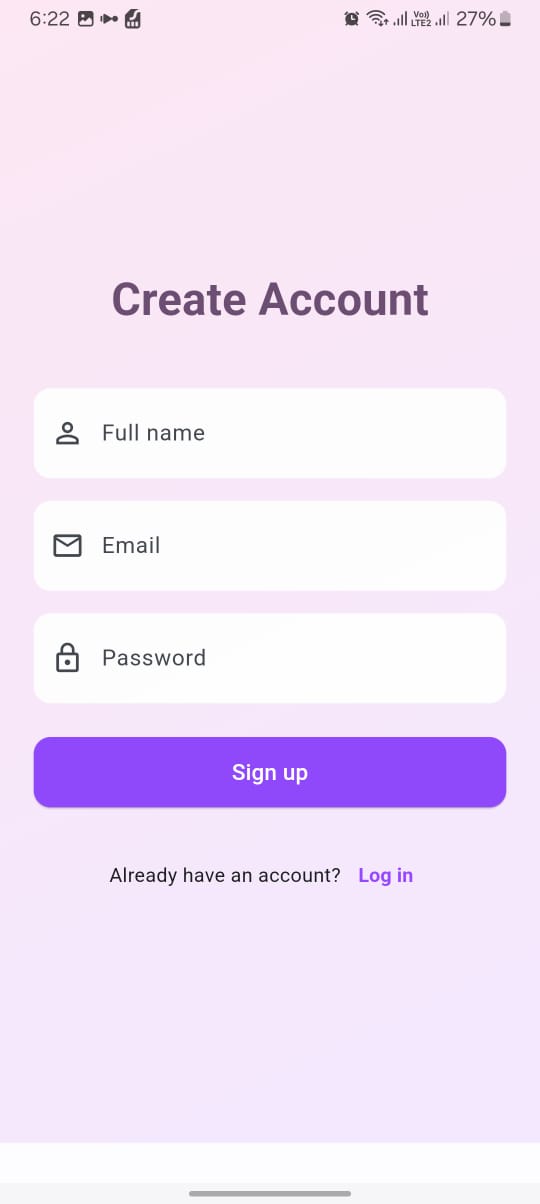 6:22 Vo) LTE2 27%
Create Account
Full name
Email
Password
Sign up
Already have an account? Log in